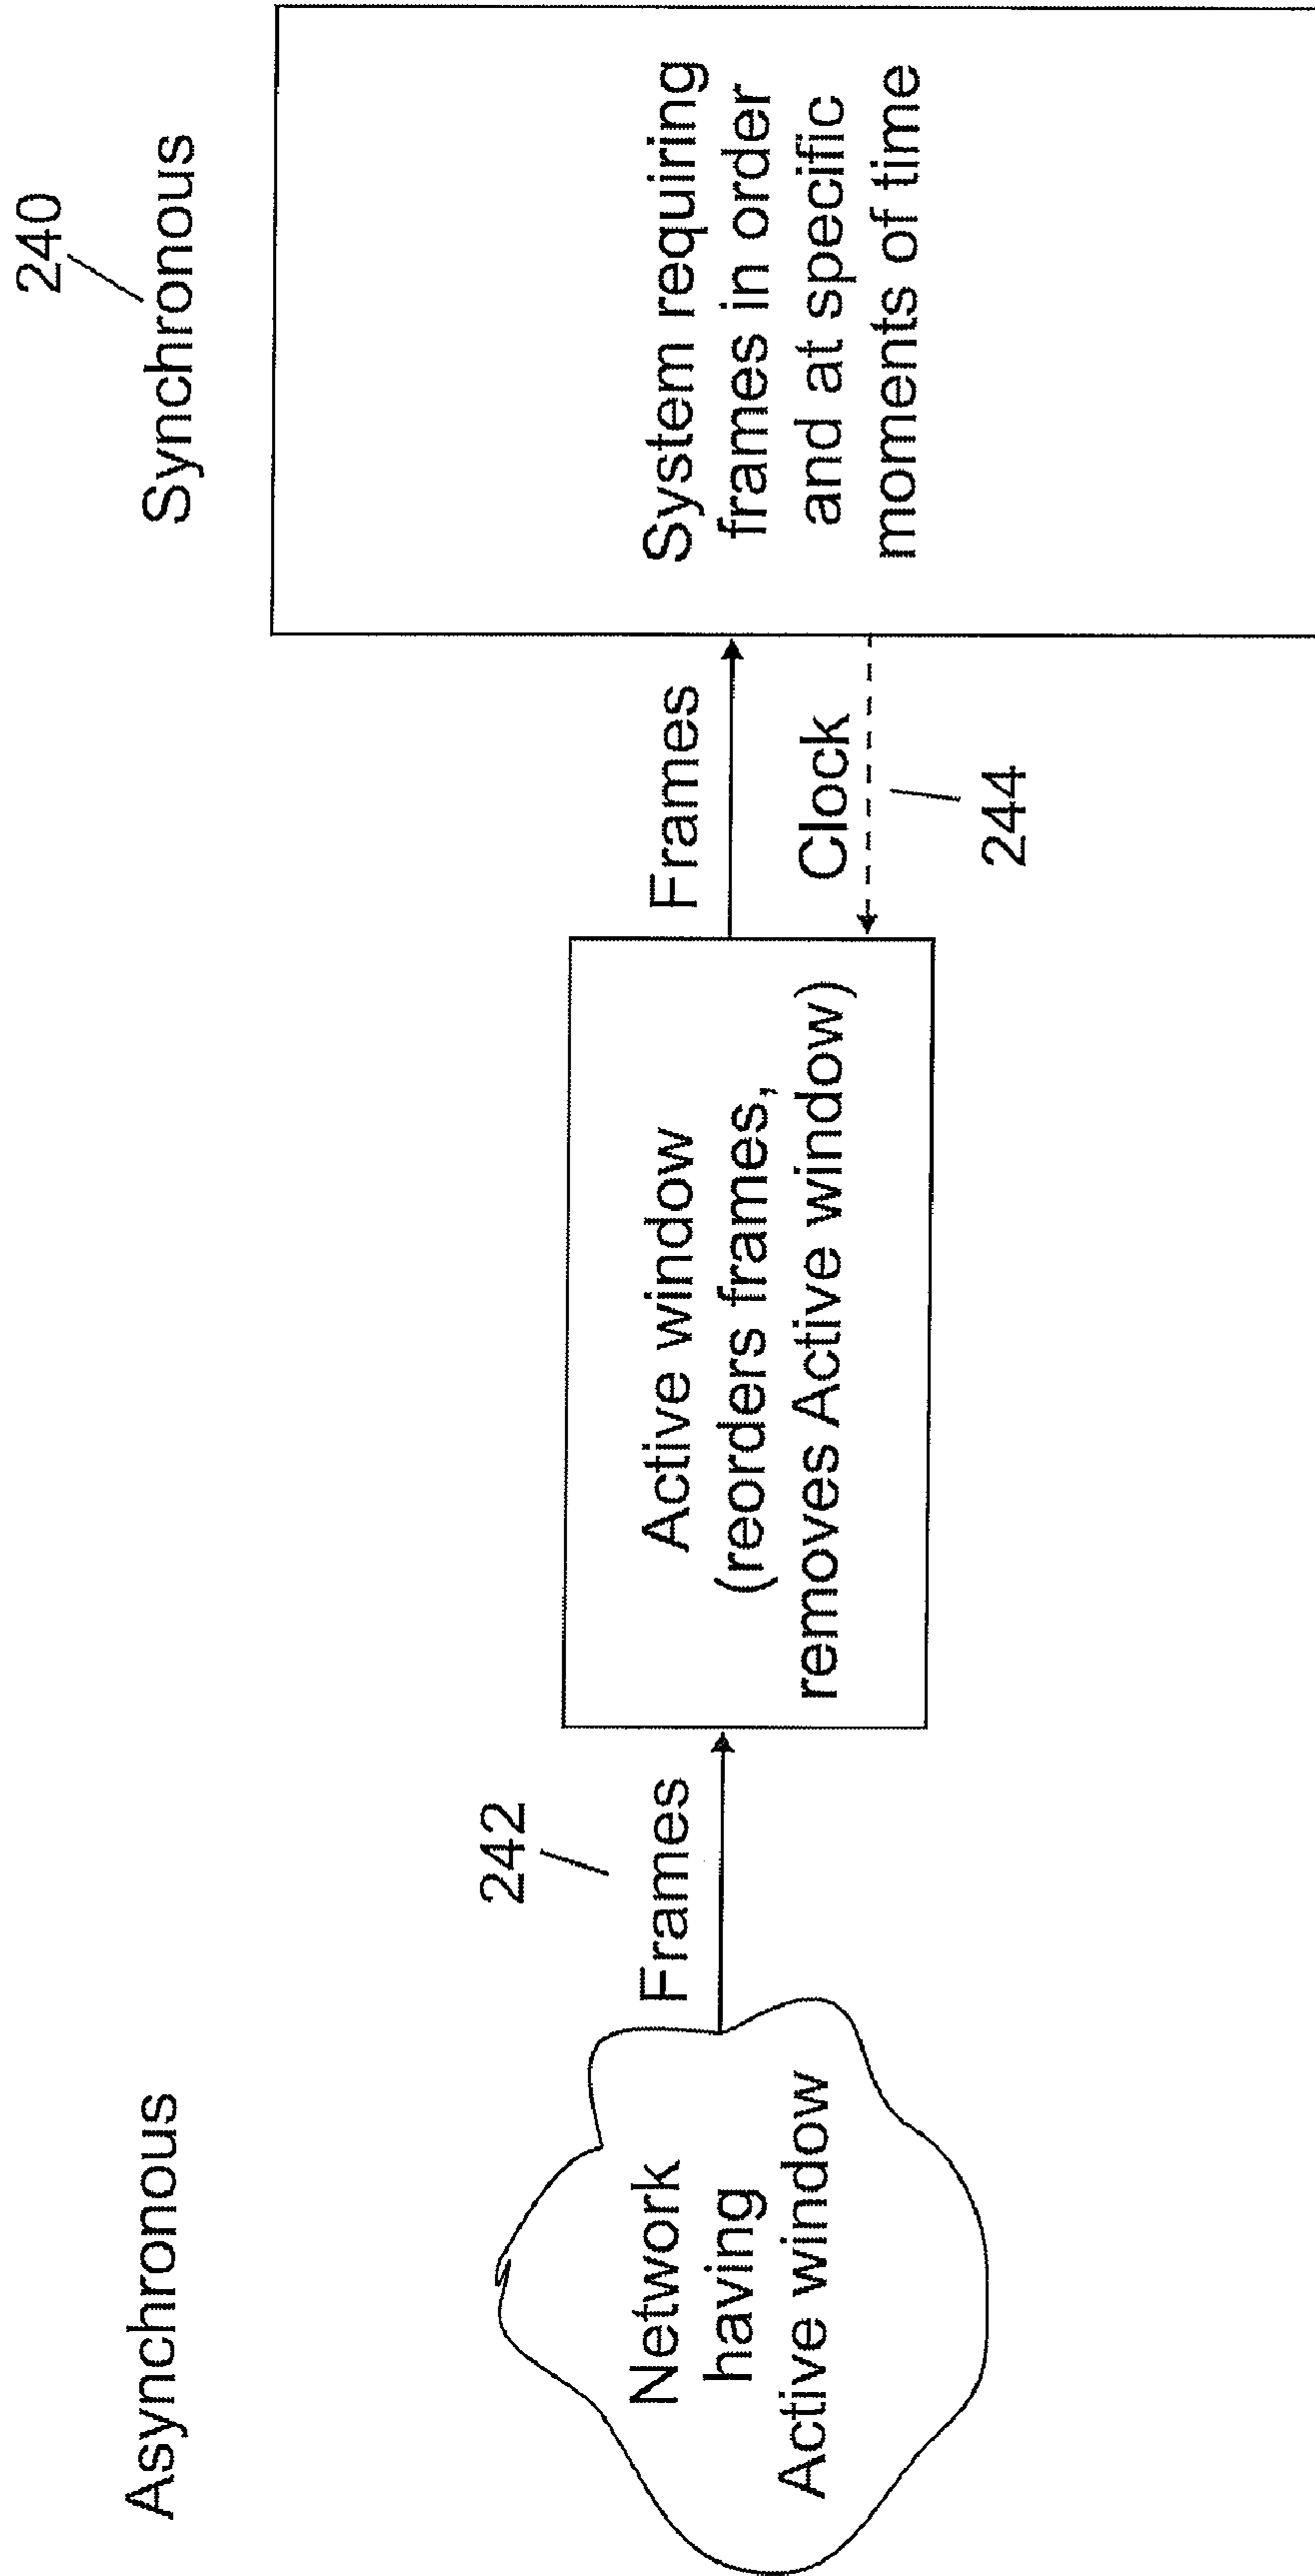 Asynchronous
240
Synchronous
Network
having
Active window
242
Frames
Active window
(reorders frames,
removes Active window)
Frames
Clock
244
System requiring
frames in order
and at specific
moments of time